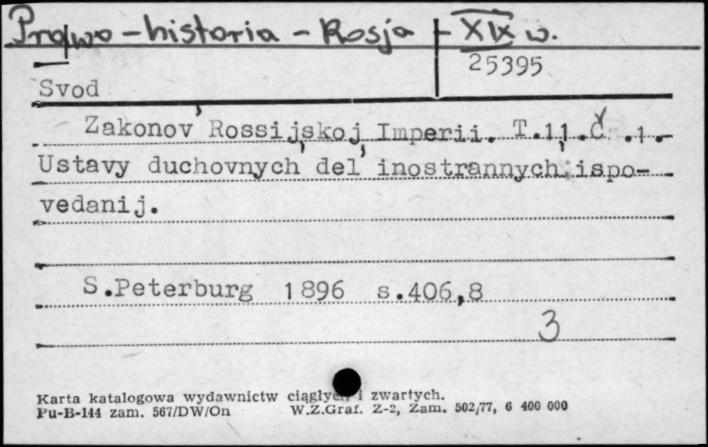 Prawo - historia - Rosja - XIX w.
25395
Svod
Zakonov Rossijskoj Imperii. T.11.Č.1.-
Ustavy duchovnych del inostrannych ispo-
vedanij.
S.Peterburg 1896 s.406,8
3
Karta katalogowa wydawnictw ciągłych i zwartych.
Pu-B-144 zam. 567/DW/On W.Z.Graf. Z-2, Zam. 502/77, 6 400 000